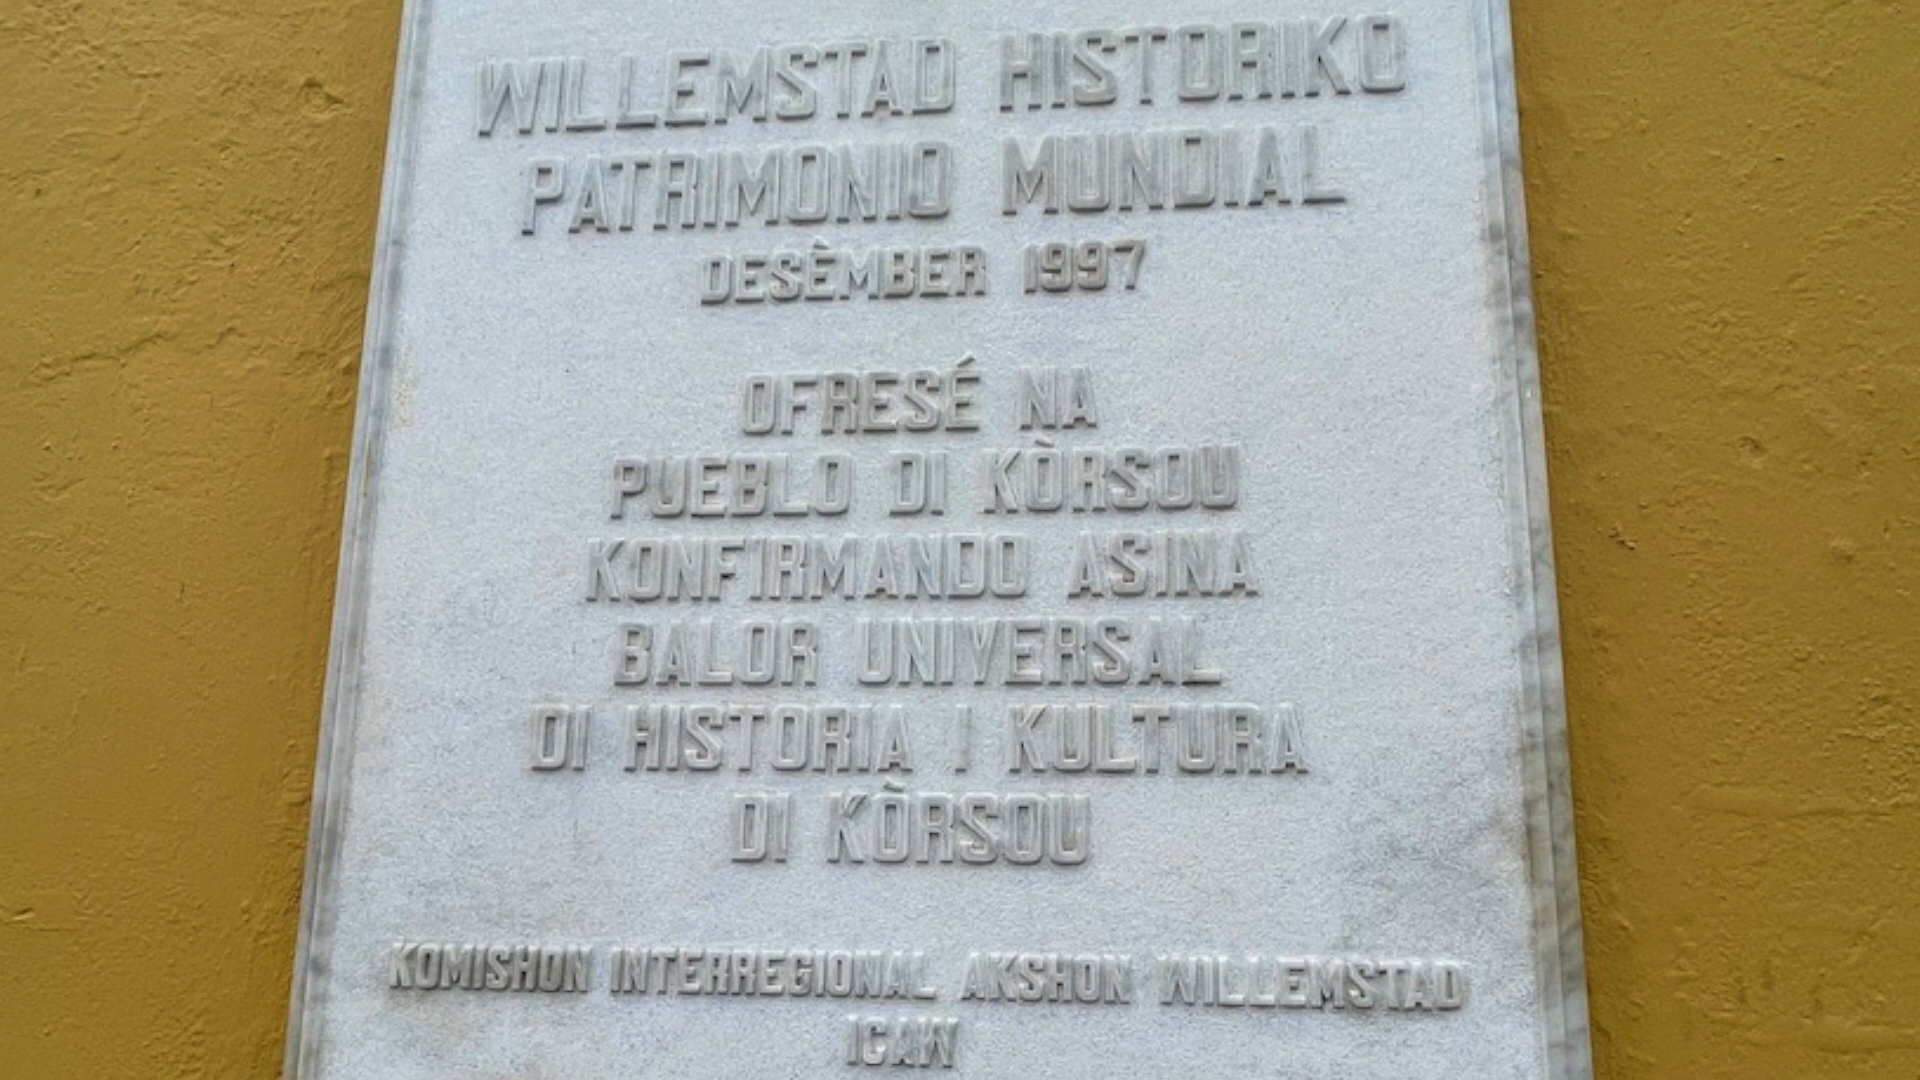 WILLEMSTAD HISTORIKO
PATRIMONIO MUNDIAL
DESÈMBER 1997
OFRESÉ NA
PUEBLO DI KÒRSOU
KONFIRMANDO ASINA
BALOR UNIVERSAL
DI HISTORIA I KULTURA
DI KÒRSOU
KOMISHON INTERREGIONAL AKSHON WILLEMSTAD
ICAW